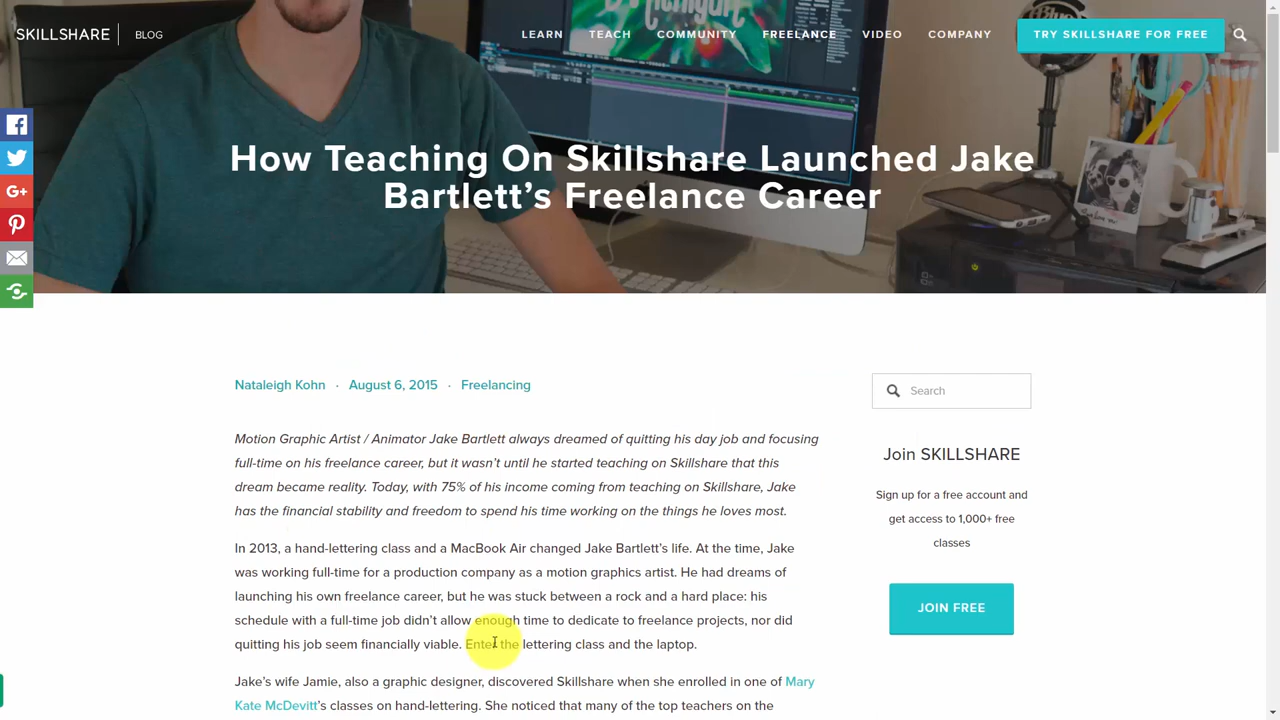 SKILLSHARE BLOG LEARN TEACH COMMUNITY FREELANCE VIDEO COMPANY TRY SKILLSHARE FOR FREE
How Teaching On Skillshare Launched Jake
Bartlett’s Freelance Career
Nataleigh Kohn · August 6, 2015 · Freelancing
Motion Graphic Artist / Animator Jake Bartlett always dreamed of quitting his day job and focusing
full-time on his freelance career, but it wasn’t until he started teaching on Skillshare that this
dream became reality. Today, with 75% of his income coming from teaching on Skillshare, Jake
has the financial stability and freedom to spend his time working on the things he loves most.
In 2013, a hand-lettering class and a MacBook Air changed Jake Bartlett’s life. At the time, Jake
was working full-time for a production company as a motion graphics artist. He had dreams of
launching his own freelance career, but he was stuck between a rock and a hard place: his
schedule with a full-time job didn’t allow enough time to dedicate to freelance projects, nor did
quitting his job seem financially viable. Enter the lettering class and the laptop.
Jake’s wife Jamie, also a graphic designer, discovered Skillshare when she enrolled in one of Mary
Kate McDevitt’s classes on hand-lettering. She noticed that many of the top teachers on the
Search
Join SKILLSHARE
Sign up for a free account and
get access to 1,000+ free
classes
JOIN FREE